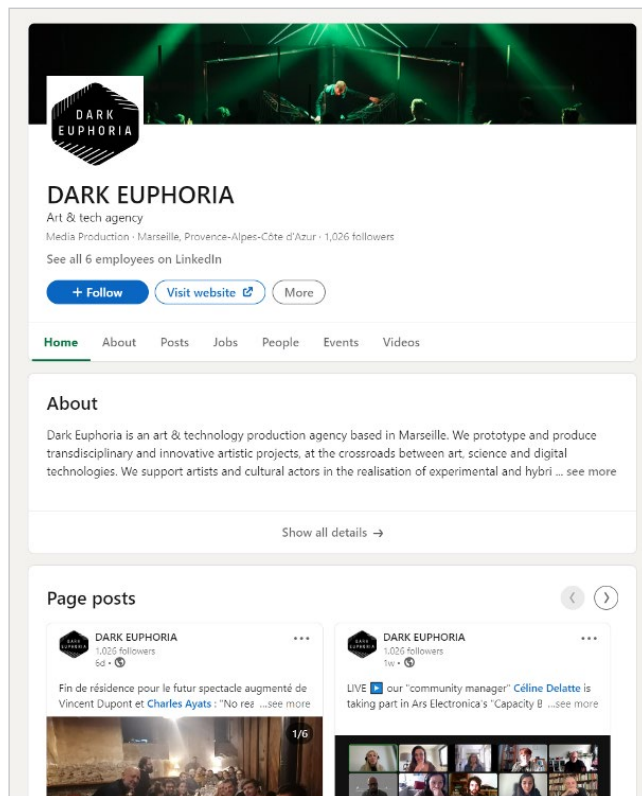 DARK
EUPHORIA
DARK EUPHORIA
Art & tech agency
Media Production · Marseille, Provence-Alpes-Côte d'Azur · 1,026 followers
See all 6 employees on LinkedIn
+ Follow
Visit website
More
Home About Posts Jobs People Events Videos
About
Dark Euphoria is an art & technology production agency based in Marseille. We prototype and produce
transdisciplinary and innovative artistic projects, at the crossroads between art, science and digital
technologies. We support artists and cultural actors in the realisation of experimental and hybri ... see more
Show all details →
Page posts
DARK EUPHORIA
1,026 followers
6d •
Fin de résidence pour le futur spectacle augmenté de
Vincent Dupont et Charles Ayats : "No rea ...see more
1/6
DARK EUPHORIA
1,026 followers
1w •
LIVE ▶ our "community manager" Céline Delatte is
taking part in Ars Electronica's "Capacity B ...see more